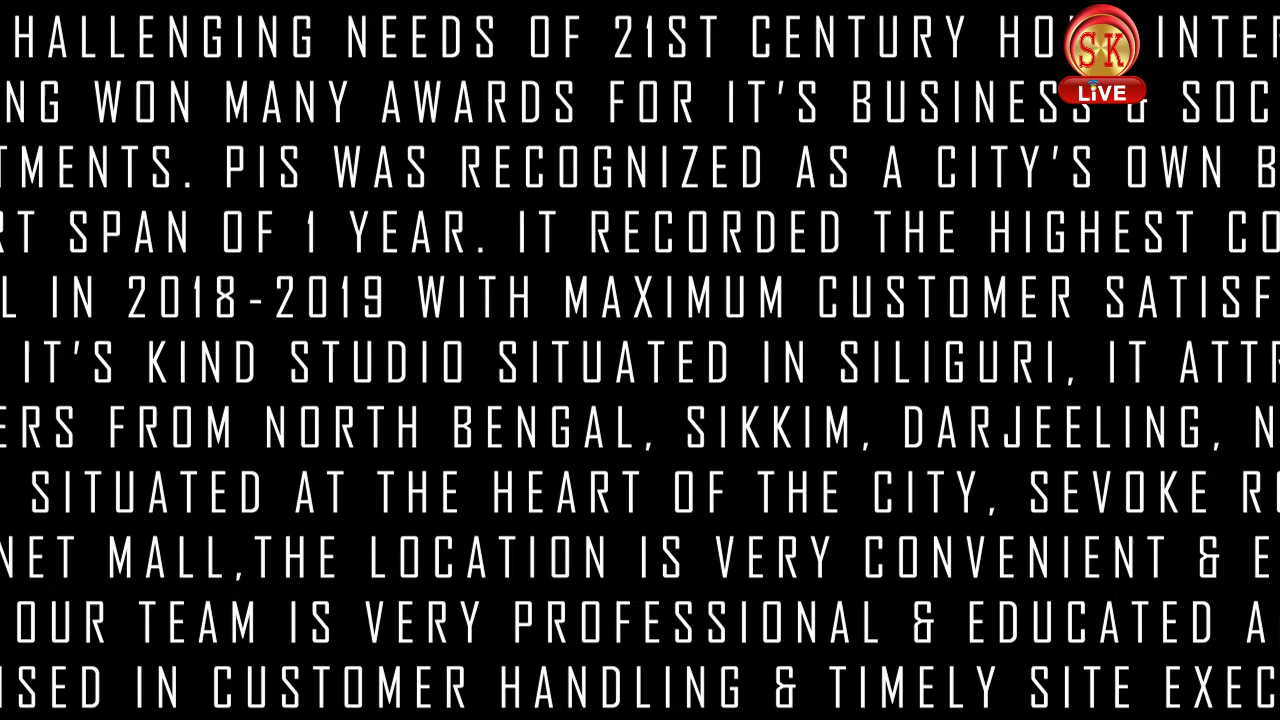 HALLENGING NEEDS OF 21ST CENTURY HO INTER
NG WON MANY AWARDS FOR IT'S BUSINESS & SOC
TMENTS. PIS WAS RECOGNIZED AS A CITY'S OWN B
RT SPAN OF 1 YEAR. IT RECORDED THE HIGHEST CO
L IN 2018-2019 WITH MAXIMUM CUSTOMER SATISF
IT'S KIND STUDIO SITUATED IN SILIGURI, IT ATTR
ERS FROM NORTH BENGAL, SIKKIM, DARJEELING, N
SITUATED AT THE HEART OF THE CITY, SEVOKE RO
NET MALL,THE LOCATION IS VERY CONVENIENT & E
OUR TEAM IS VERY PROFESSIONAL & EDUCATED A
ISED IN CUSTOMER HANDLING & TIMELY SITE EXEC
SK
LIVE